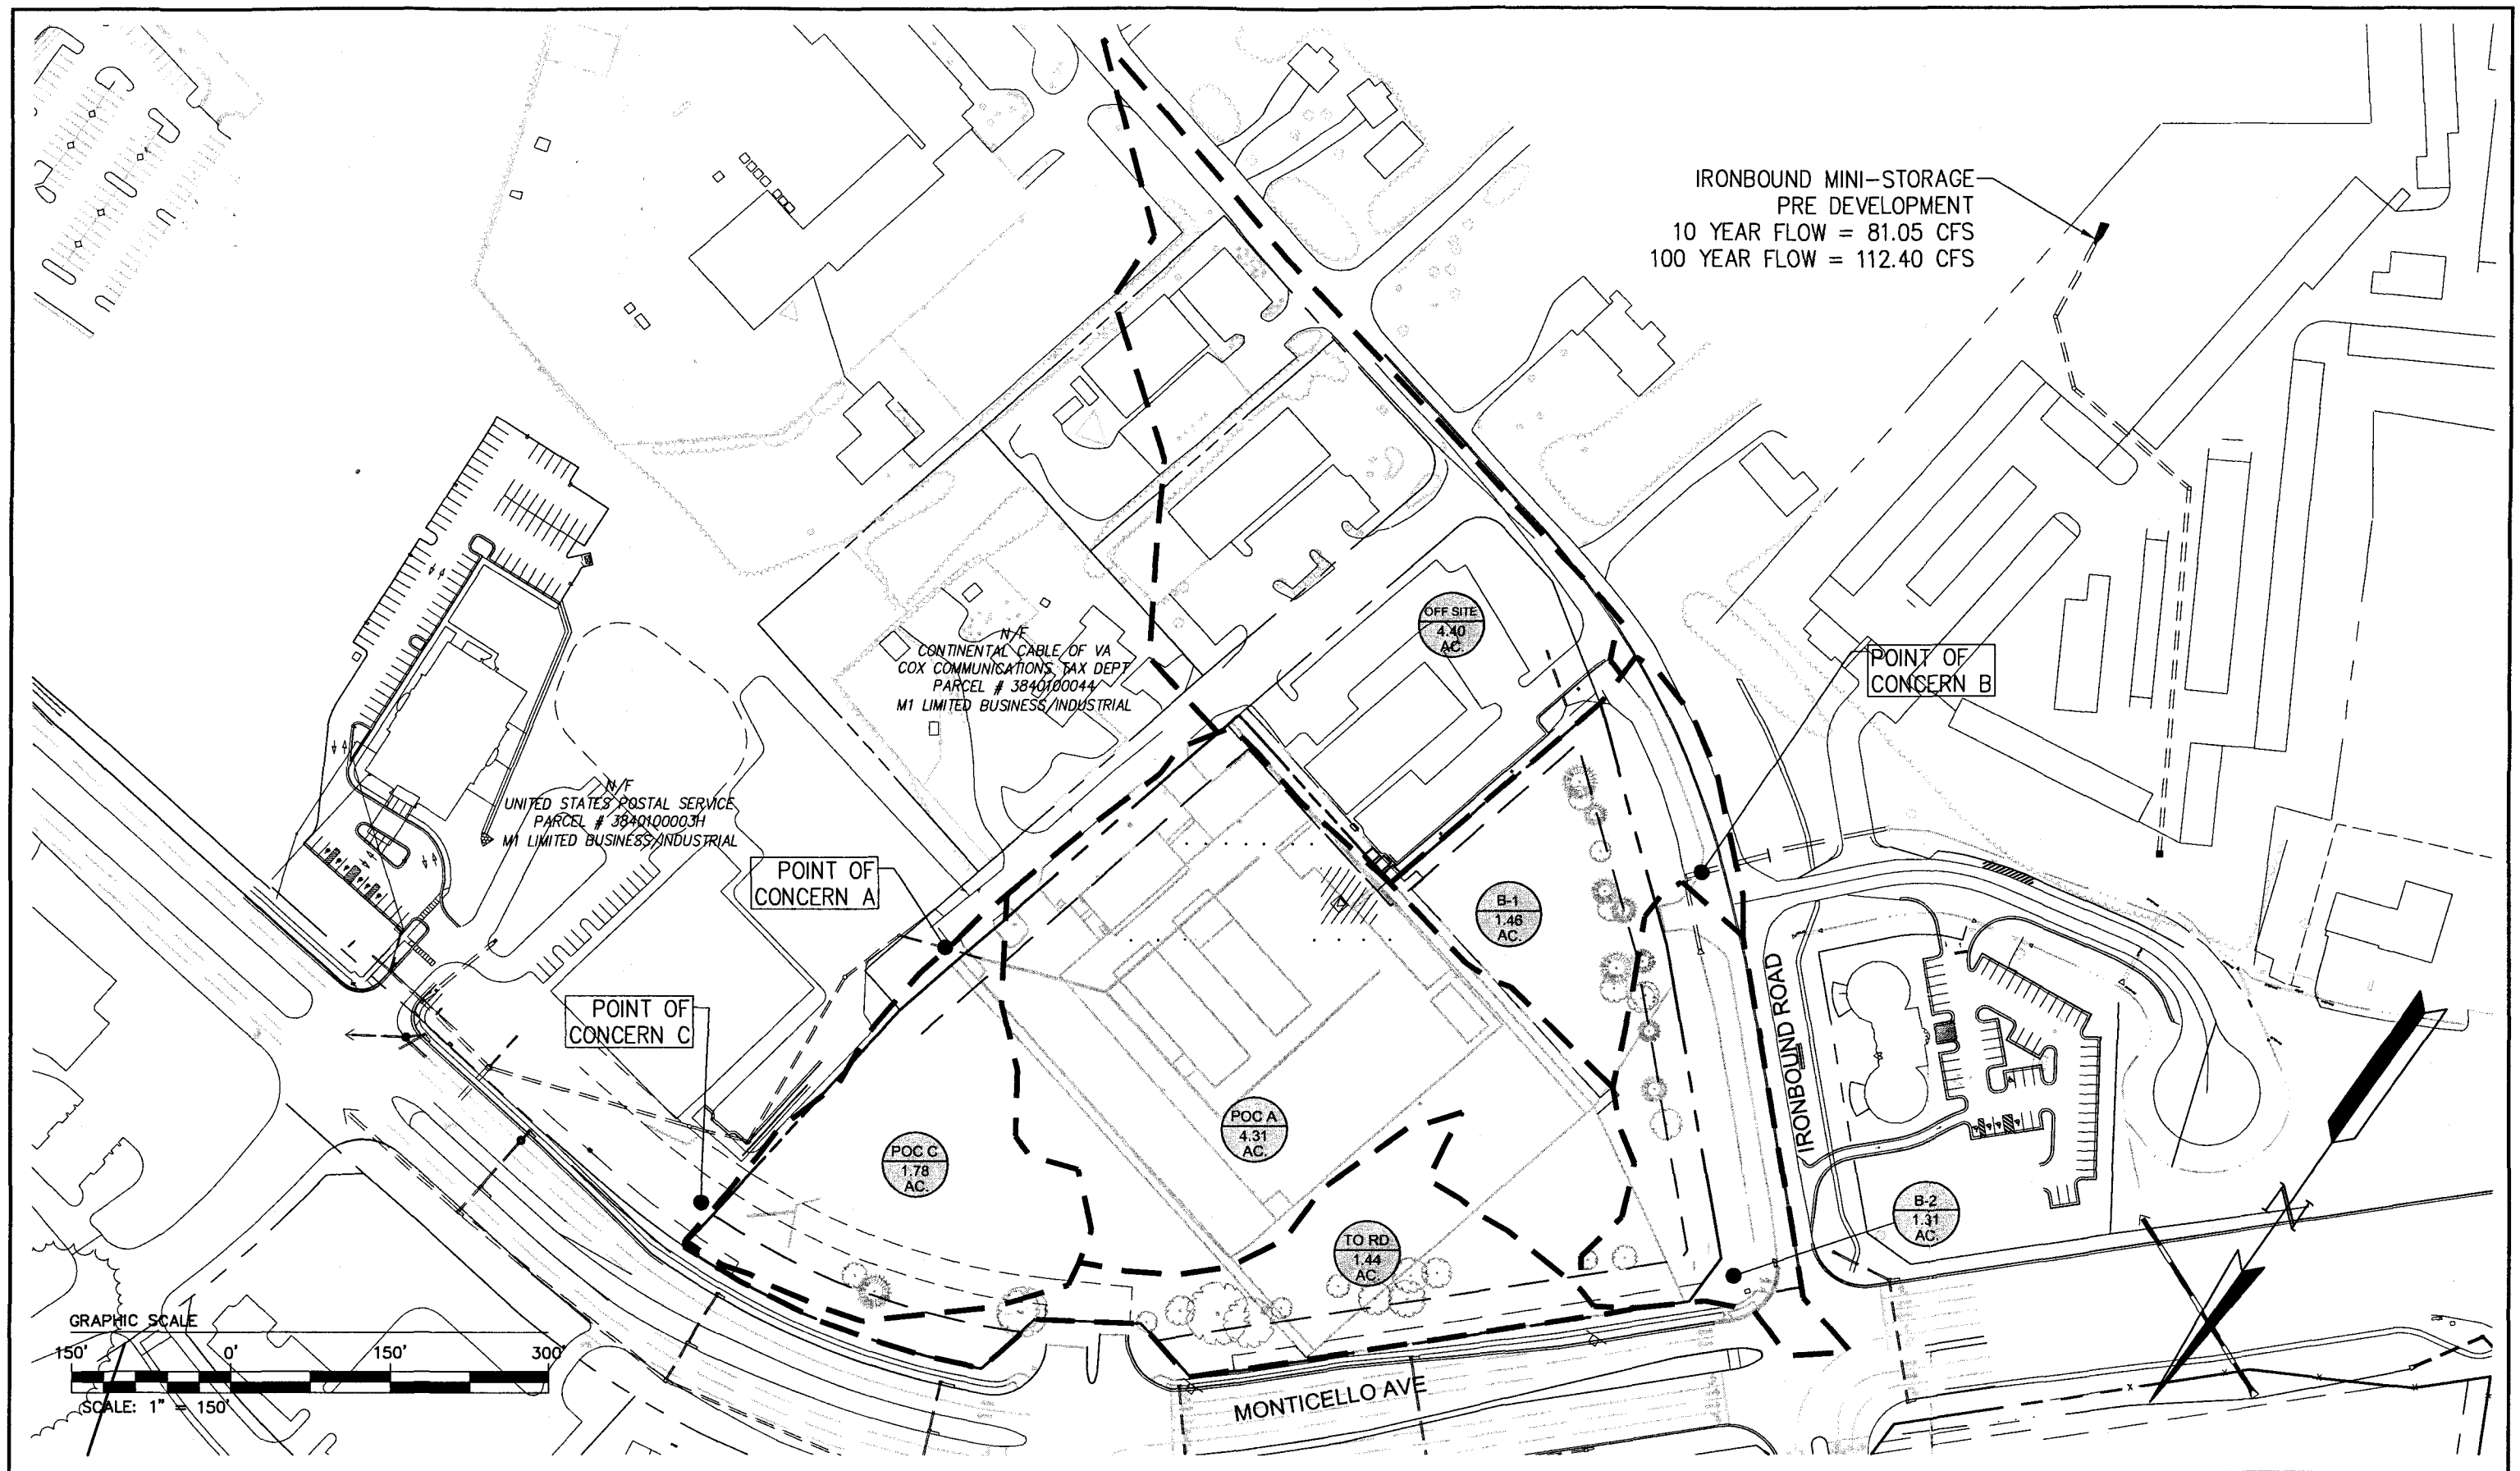 IRONBOUND MINI-STORAGE
PRE DEVELOPMENT
10 YEAR FLOW = 81.05 CFS
100 YEAR FLOW = 112.40 CFS
OFF SITE
4.40
AC.
N/F
CONTINENTAL CABLE OF VA
COX COMMUNICATIONS TAX DEPT
PARCEL # 3840100044
M1 LIMITED BUSINESS/INDUSTRIAL
POINT OF
CONCERN B
N/F
UNITED STATES POSTAL SERVICE
PARCEL # 3840100003H
M1 LIMITED BUSINESS/INDUSTRIAL
POINT OF
CONCERN A
B-1
1.46
AC.
POINT OF
CONCERN C
IRONBOUND ROAD
POC A
4.31
AC.
POC C
1.78
AC.
B-2
1.31
AC.
TO RD
1.44
AC.
N
GRAPHIC SCALE
150' 0' 150' 300'
SCALE: 1" = 150'
MONTICELLO AVE